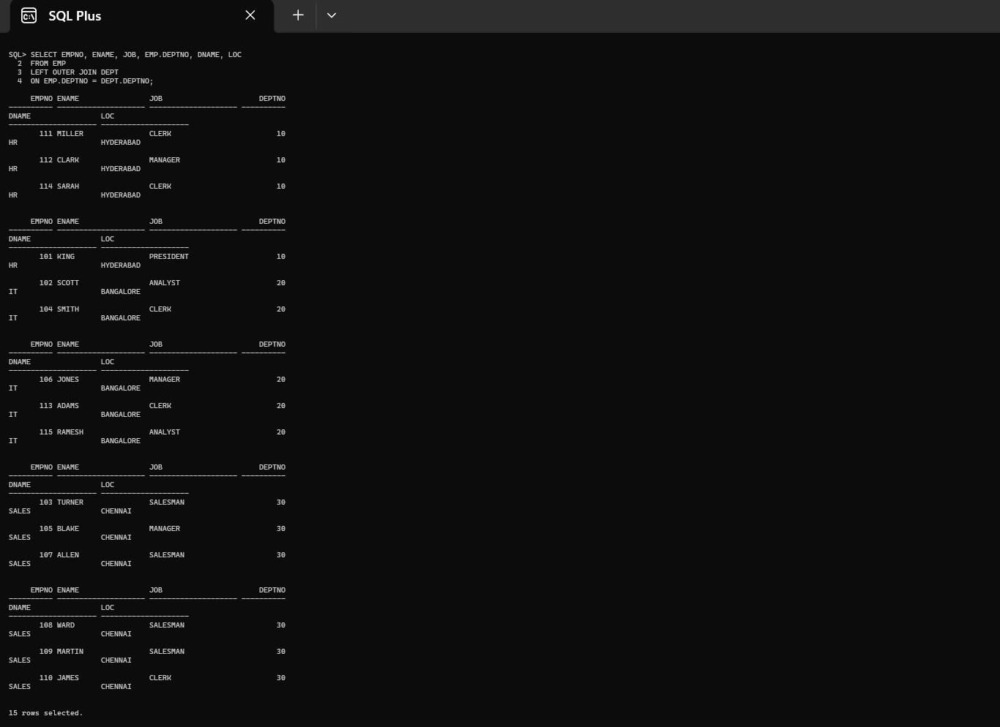 SQL Plus
SQL> SELECT EMPNO, ENAME, JOB, EMP.DEPTNO, DNAME, LOC
2 FROM EMP
3 LEFT OUTER JOIN DEPT
4 ON EMP.DEPTNO = DEPT.DEPTNO;
EMPNO ENAME JOB DEPTNO
---------- -------------------- -------------------- ----------
DNAME LOC
-------------------- --------------------
111 MILLER CLERK 10
HR HYDERABAD
112 CLARK MANAGER 10
HR HYDERABAD
114 SARAH CLERK 10
HR HYDERABAD
EMPNO ENAME JOB DEPTNO
---------- -------------------- -------------------- ----------
DNAME LOC
-------------------- --------------------
101 KING PRESIDENT 10
HR HYDERABAD
102 SCOTT ANALYST 20
IT BANGALORE
104 SMITH CLERK 20
IT BANGALORE
EMPNO ENAME JOB DEPTNO
---------- -------------------- -------------------- ----------
DNAME LOC
-------------------- --------------------
106 JONES MANAGER 20
IT BANGALORE
113 ADAMS CLERK 20
IT BANGALORE
115 RAMESH ANALYST 20
IT BANGALORE
EMPNO ENAME JOB DEPTNO
---------- -------------------- -------------------- ----------
DNAME LOC
-------------------- --------------------
103 TURNER SALESMAN 30
SALES CHENNAI
105 BLAKE MANAGER 30
SALES CHENNAI
107 ALLEN SALESMAN 30
SALES CHENNAI
EMPNO ENAME JOB DEPTNO
---------- -------------------- -------------------- ----------
DNAME LOC
-------------------- --------------------
108 WARD SALESMAN 30
SALES CHENNAI
109 MARTIN SALESMAN 30
SALES CHENNAI
110 JAMES CLERK 30
SALES CHENNAI
15 rows selected.